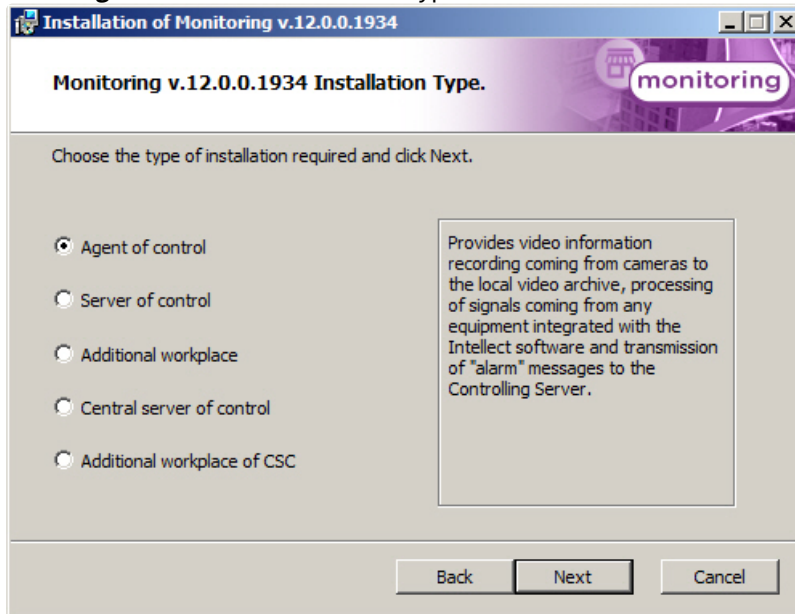 Installation of Monitoring v.12.0.0.1934
Monitoring v.12.0.0.1934 Installation Type.
monitoring
Choose the type of installation required and click Next.
Agent of control
Server of control
Additional workplace
Central server of control
Additional workplace of CSC
Provides video information
recording coming from cameras to
the local video archive, processing
of signals coming from any
equipment integrated with the
Intellect software and transmission
of "alarm" messages to the
Controlling Server.
Back
Next
Cancel